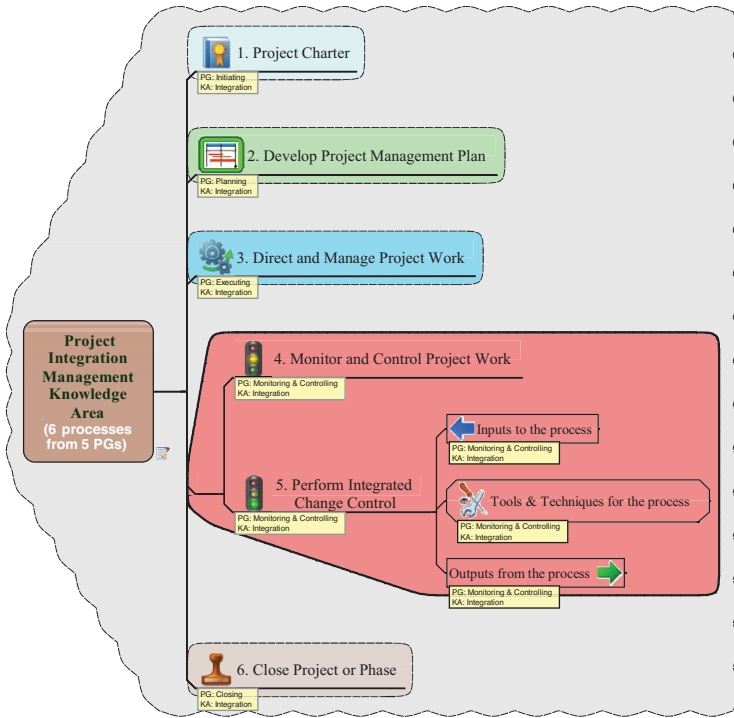 1. Project Charter
PG: Initiating
KA: Integration
2. Develop Project Management Plan
PG: Planning
KA: Integration
3. Direct and Manage Project Work
PG: Executing
KA: Integration
Project
Integration
Management
Knowledge
Area
(6 processes
from 5 PGs)
4. Monitor and Control Project Work
PG: Monitoring & Controlling
KA: Integration
5. Perform Integrated
Change Control
PG: Monitoring & Controlling
KA: Integration
Inputs to the process
PG: Monitoring & Controlling
KA: Integration
Tools & Techniques for the process
PG: Monitoring & Controlling
KA: Integration
Outputs from the process
PG: Monitoring & Controlling
KA: Integration
6. Close Project or Phase
PG: Closing
KA: Integration